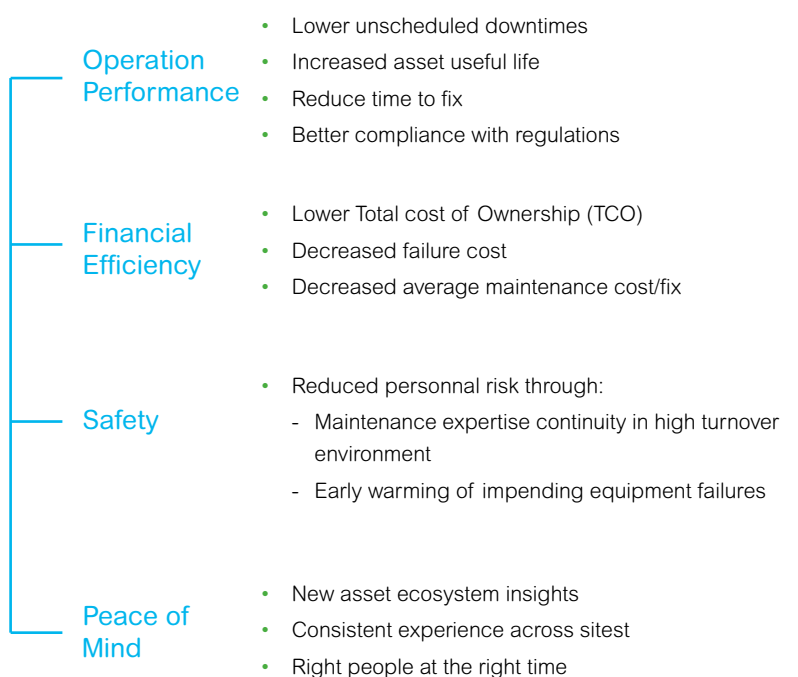 Operation
Performance
• Lower unscheduled downtimes
• Increased asset useful life
• Reduce time to fix
• Better compliance with regulations
Financial
Efficiency
• Lower Total cost of Ownership (TCO)
• Decreased failure cost
• Decreased average maintenance cost/fix
Safety
• Reduced personnal risk through:
- Maintenance expertise continuity in high turnover
environment
- Early warming of impending equipment failures
Peace of
Mind
• New asset ecosystem insights
• Consistent experience across sitest
• Right people at the right time